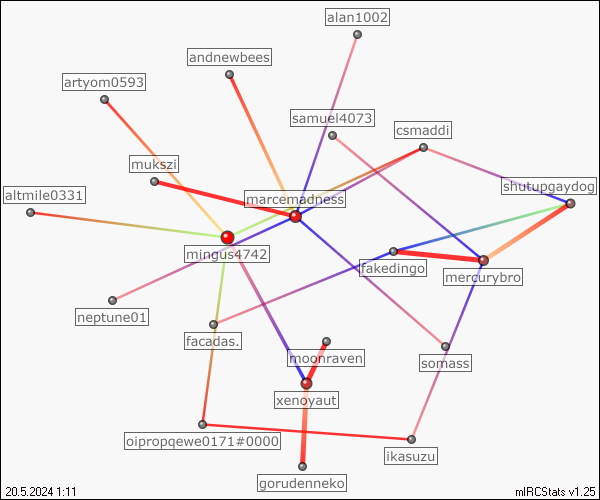 alan1002
andnewbees
artyom0593
samuel4073
csmaddi
mukszi
shutupgaydog
altmile0331
marcemadness
mingus4742
fakedingo
mercurybro
neptune01
facadas.
moonraven
somass
xenoyaut
oipropqewe0171#0000
ikasuzu
gorudenneko
20.5.2024 1:11
mIRCStats v1.25